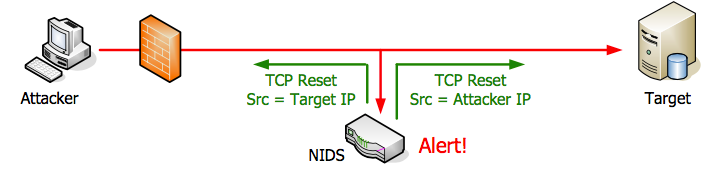 TCP Reset
Src = Target IP
TCP Reset
Src = Attacker IP
Attacker
Target
NIDS
Alert!